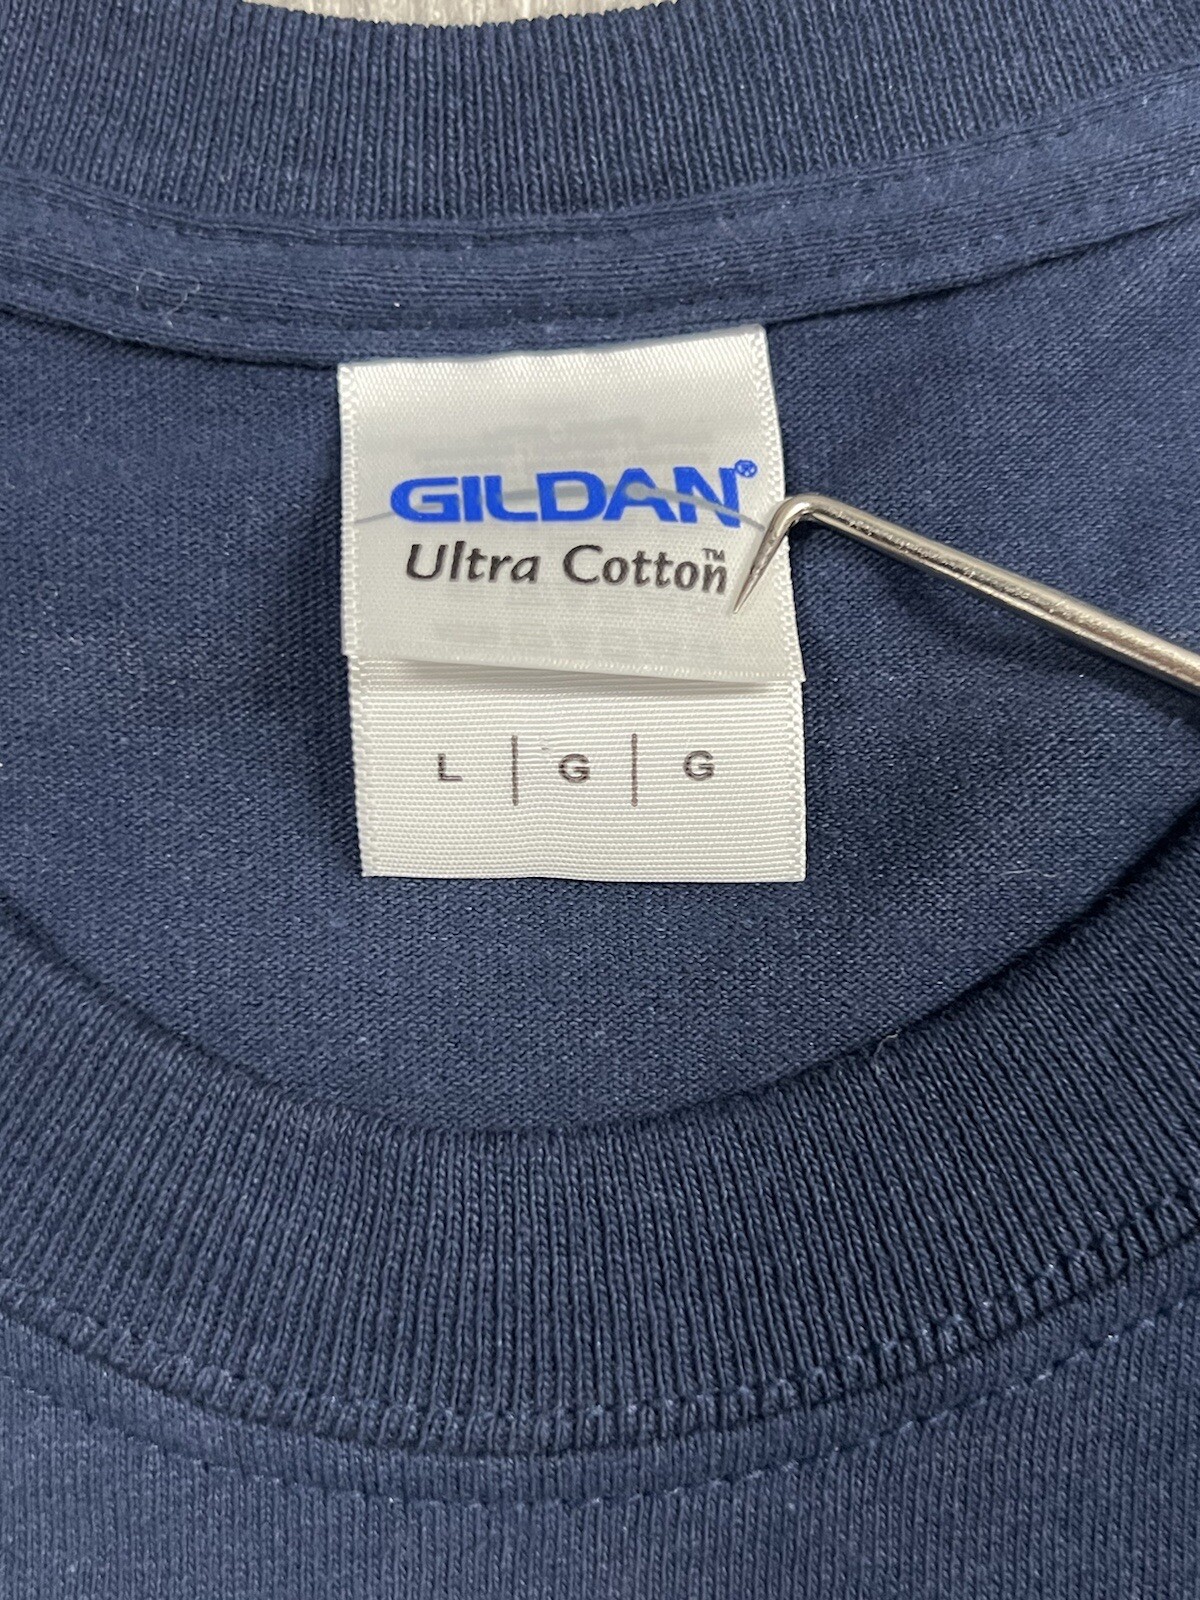 GILDAN®
Ultra Cotton™
L | G | G